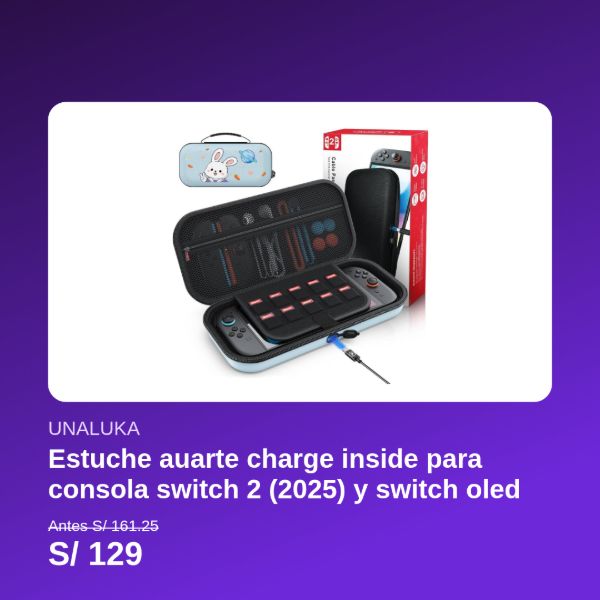 UNALUKA
Estuche auarte charge inside para
consola switch 2 (2025) y switch oled
Antes S/ 161.25
S/ 129